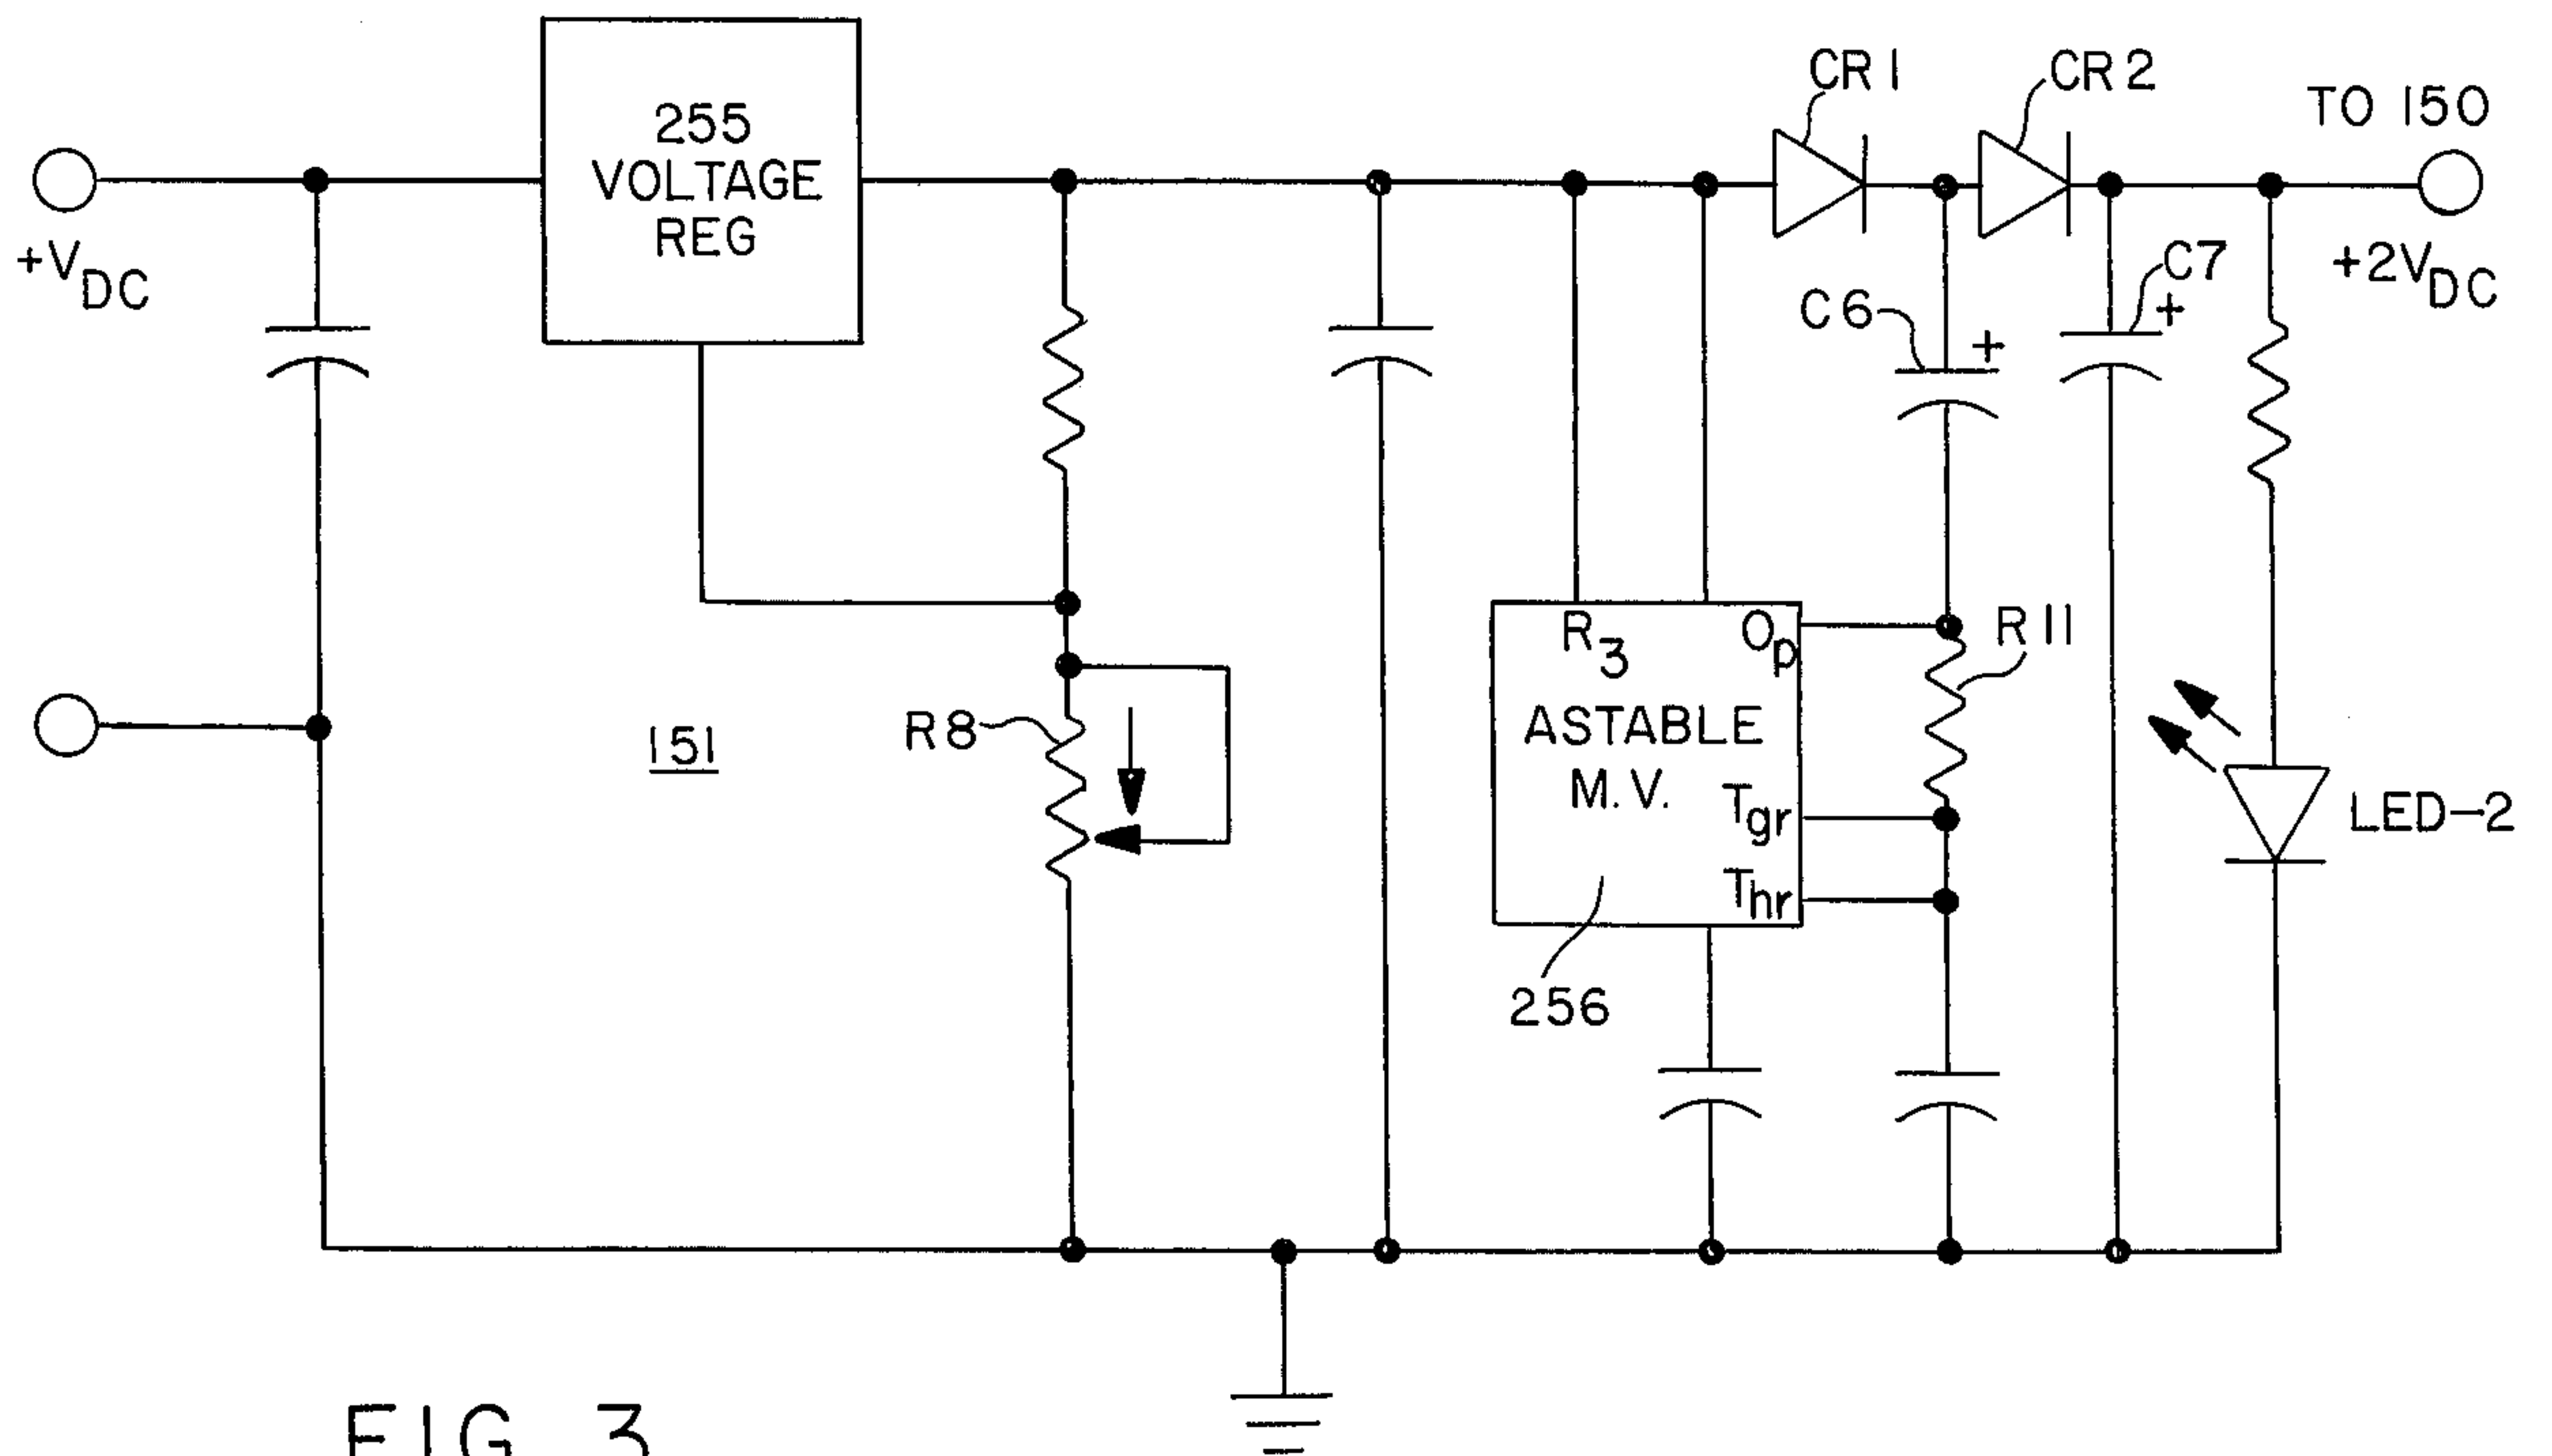 255
VOLTAGE
REG
CR1
CR2
TO 150
+VDC
C7
+
+2VDC
C6
+
R3
Op
R11
ASTABLE
M.V.
R8
151
Tgr
LED-2
Thr
256
FIG 3